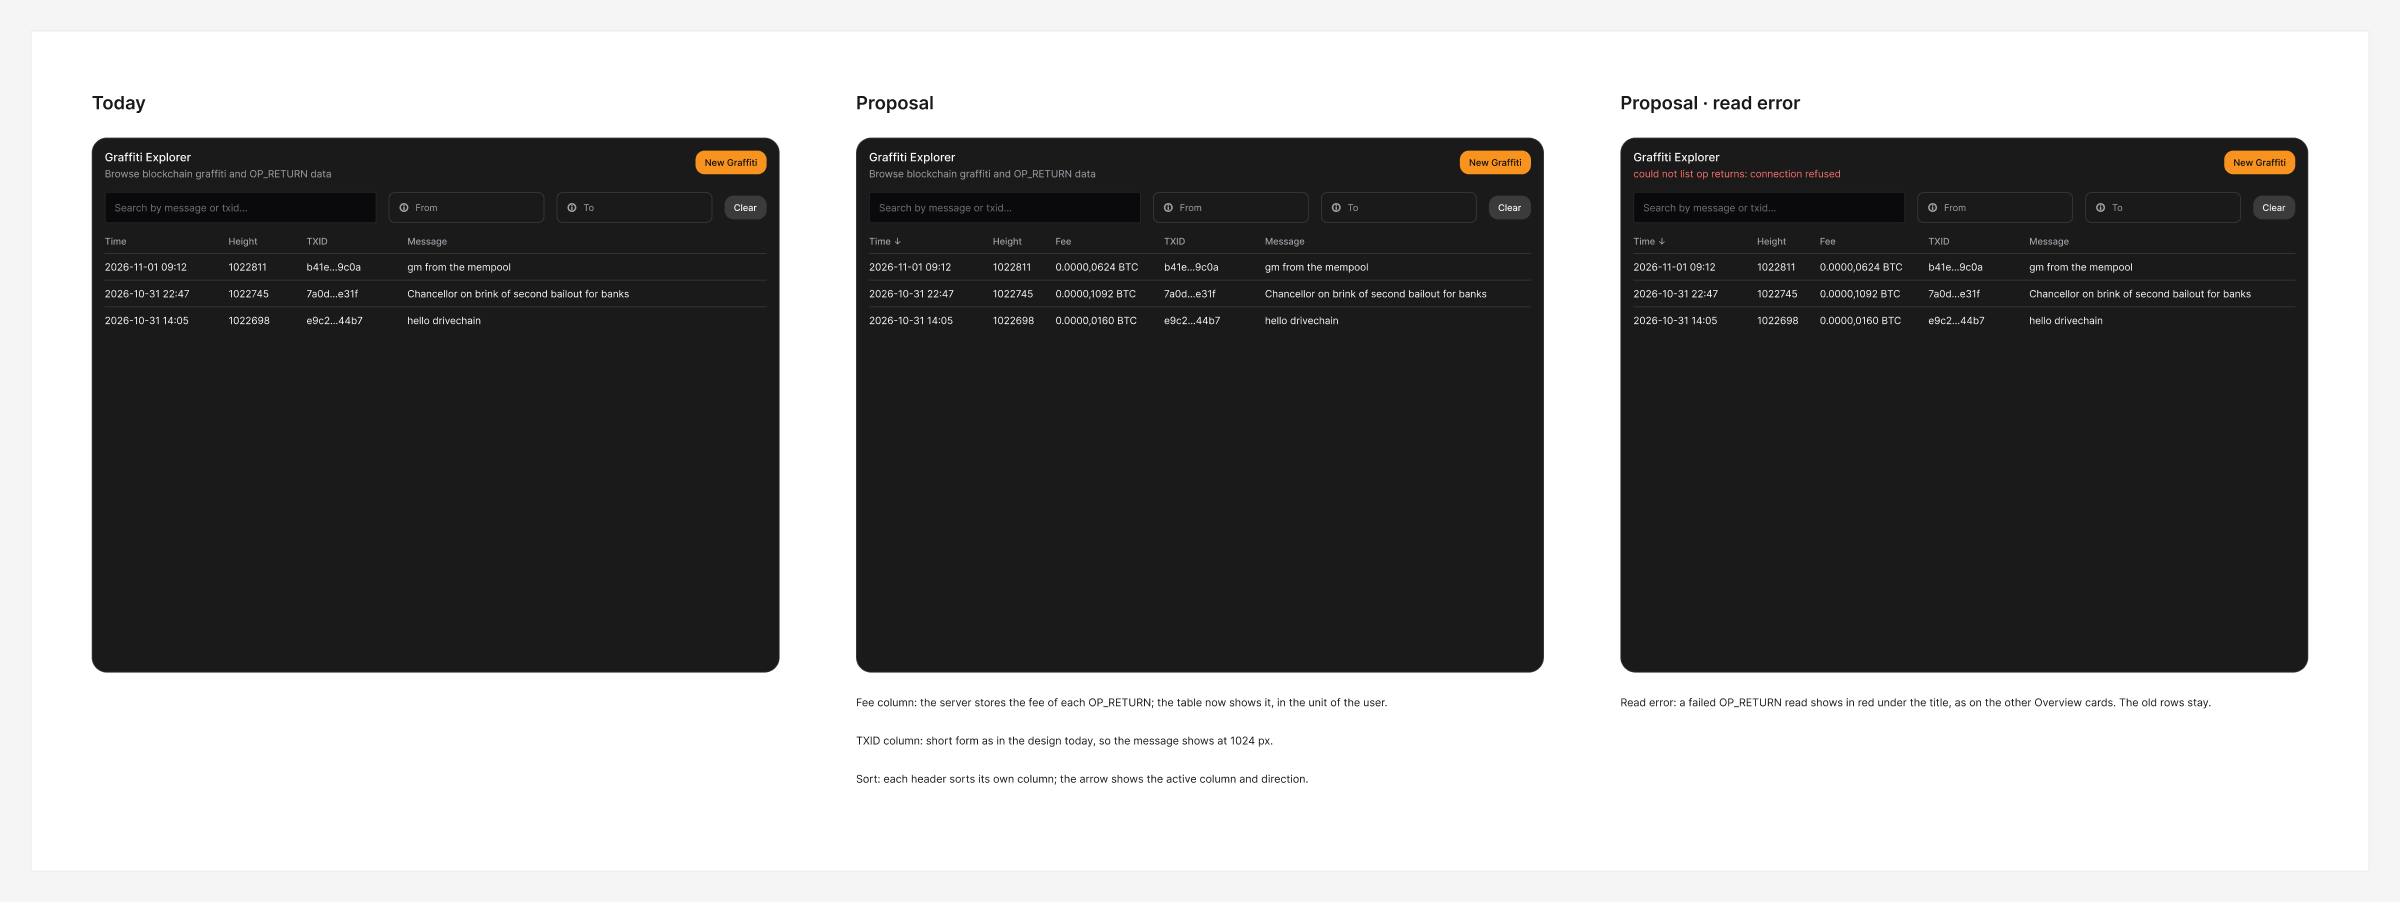 Today
Graffiti Explorer
Browse blockchain graffiti and OP_RETURN data
New Graffiti
Search by message or txid...
From
To
Clear
Time Height TXID Message
2026-11-01 09:12 1022811 b41e...9c0a gm from the mempool
2026-10-31 22:47 1022745 7a0d...e31f Chancellor on brink of second bailout for banks
2026-10-31 14:05 1022698 e9c2...44b7 hello drivechain
Proposal
Graffiti Explorer
Browse blockchain graffiti and OP_RETURN data
New Graffiti
Search by message or txid...
From
To
Clear
Time ↓ Height Fee TXID Message
2026-11-01 09:12 1022811 0.0000,0624 BTC b41e...9c0a gm from the mempool
2026-10-31 22:47 1022745 0.0000,1092 BTC 7a0d...e31f Chancellor on brink of second bailout for banks
2026-10-31 14:05 1022698 0.0000,0160 BTC e9c2...44b7 hello drivechain
Fee column: the server stores the fee of each OP_RETURN; the table now shows it, in the unit of the user.
TXID column: short form as in the design today, so the message shows at 1024 px.
Sort: each header sorts its own column; the arrow shows the active column and direction.
Proposal · read error
Graffiti Explorer
could not list op returns: connection refused
New Graffiti
Search by message or txid...
From
To
Clear
Time ↓ Height Fee TXID Message
2026-11-01 09:12 1022811 0.0000,0624 BTC b41e...9c0a gm from the mempool
2026-10-31 22:47 1022745 0.0000,1092 BTC 7a0d...e31f Chancellor on brink of second bailout for banks
2026-10-31 14:05 1022698 0.0000,0160 BTC e9c2...44b7 hello drivechain
Read error: a failed OP_RETURN read shows in red under the title, as on the other Overview cards. The old rows stay.